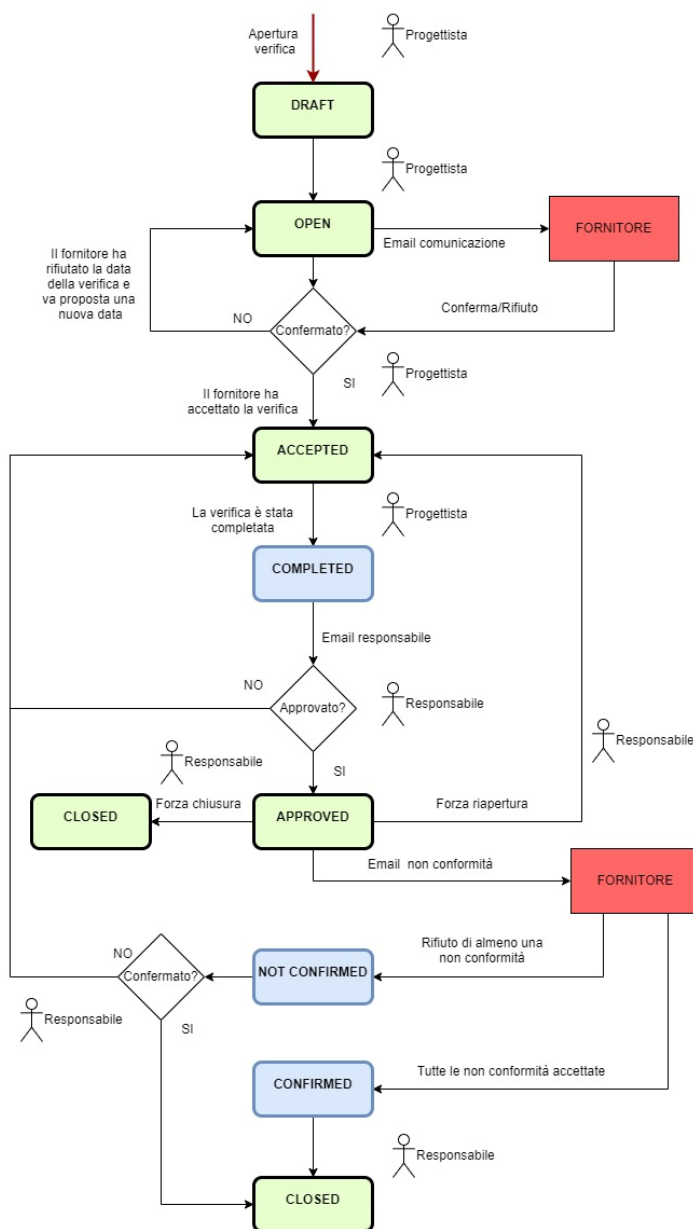 Apertura
verifica
Progettista
DRAFT
Progettista
OPEN
Email comunicazione
FORNITORE
Il fornitore ha
rifiutato la data
della verifica e
va proposta una
nuova data
NO
Confermato?
Conferma/Rifiuto
SI
Progettista
Il fornitore ha
accettato la verifica
ACCEPTED
La verifica è stata
completata
Progettista
COMPLETED
Email responsabile
NO
Approvato?
Responsabile
Responsabile
Responsabile
SI
CLOSED
Forza chiusura
APPROVED
Forza riapertura
Email non conformità
FORNITORE
Rifiuto di almeno una
non conformità
NO
Confermato?
NOT CONFIRMED
Responsabile
SI
Tutte le non conformità accettate
CONFIRMED
Responsabile
CLOSED